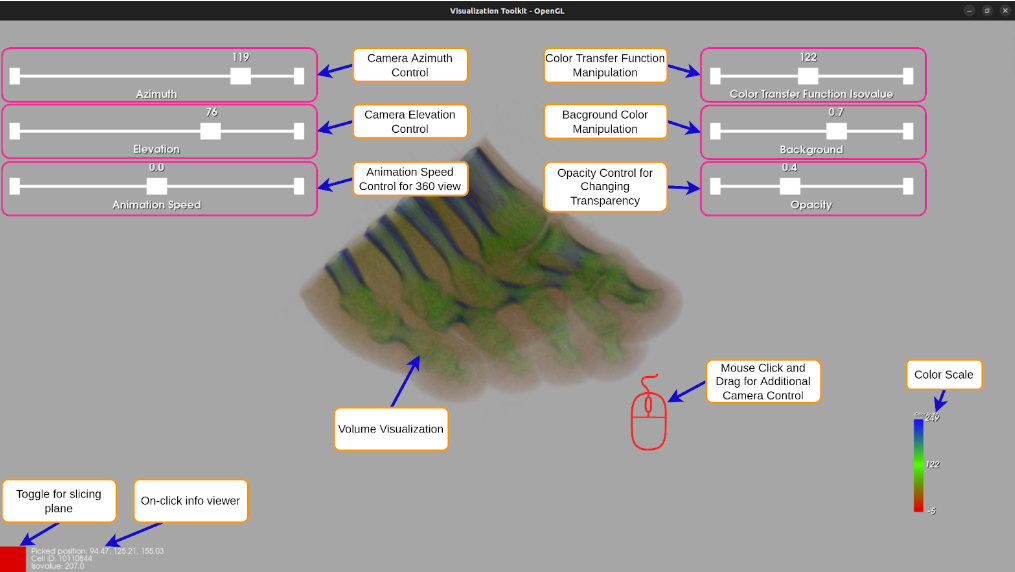 Visualization Toolkit - OpenGL
119
Azimuth
Camera Azimuth
Control
Color Transfer Function
Manipulation
122
Color Transfer Function Isovalue
76
Elevation
Camera Elevation
Control
Bacground Color
Manipulation
0.7
Background
0.0
Animation Speed
Animation Speed
Control for 360 view
Opacity Control for
Changing
Transparency
0.4
Opacity
Mouse Click and
Drag for Additional
Camera Control
Color Scale
Volume Visualization
249
122
-6
Toggle for slicing
plane
On-click info viewer
Picked position: 94.47, 125.21, 155.03
Cell ID: 10110844
Isovalue: 207.0